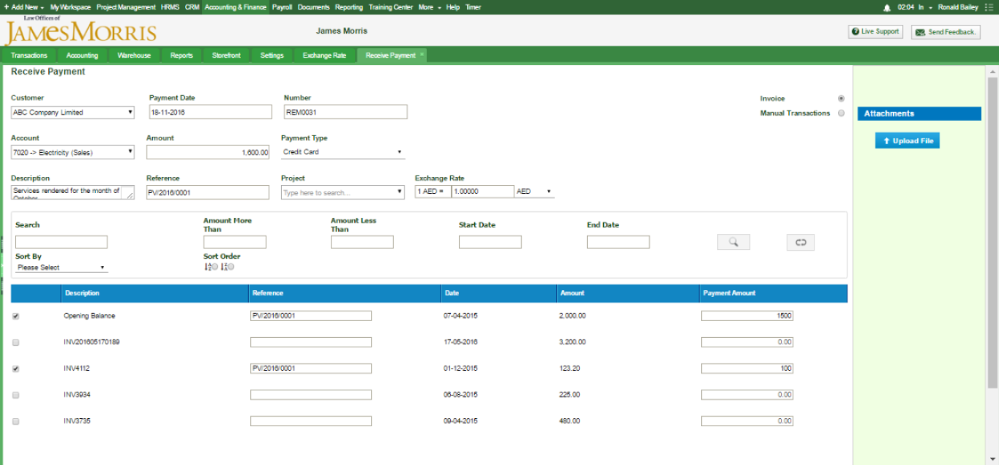 + Add New My Workspace Project Management HRMS CRM Accounting & Finance Payroll Documents Reporting Training Center More Help Timer 02:04 In Ronald Bailey
Law Offices of
JAMES MORRIS
James Morris
Live Support Send Feedback.
Transactions Accounting Warehouse Reports Storefront Settings Exchange Rate Receive Payment ×
Receive Payment
Customer Payment Date Number Invoice
ABC Company Limited 18-11-2016 REM0031 Manual Transactions
Attachments
Upload File
Account Amount Payment Type
7020 -> Electricity (Sales) 1,600.00 Credit Card
Description Reference Project Exchange Rate
Services rendered for the month of PV/2016/0001 Type here to search... 1 AED = 1.00000 AED
October
Search Amount More Than Amount Less Than Start Date End Date
Sort By Sort Order
Please Select
Description Reference Date Amount Payment Amount
Opening Balance PV/2016/0001 07-04-2015 2,000.00 1500
INV201605170189 17-05-2016 3,200.00 0.00
INV4112 PV/2016/0001 01-12-2015 123.20 100
INV3934 06-08-2015 225.00 0.00
INV3735 09-04-2015 480.00 0.00